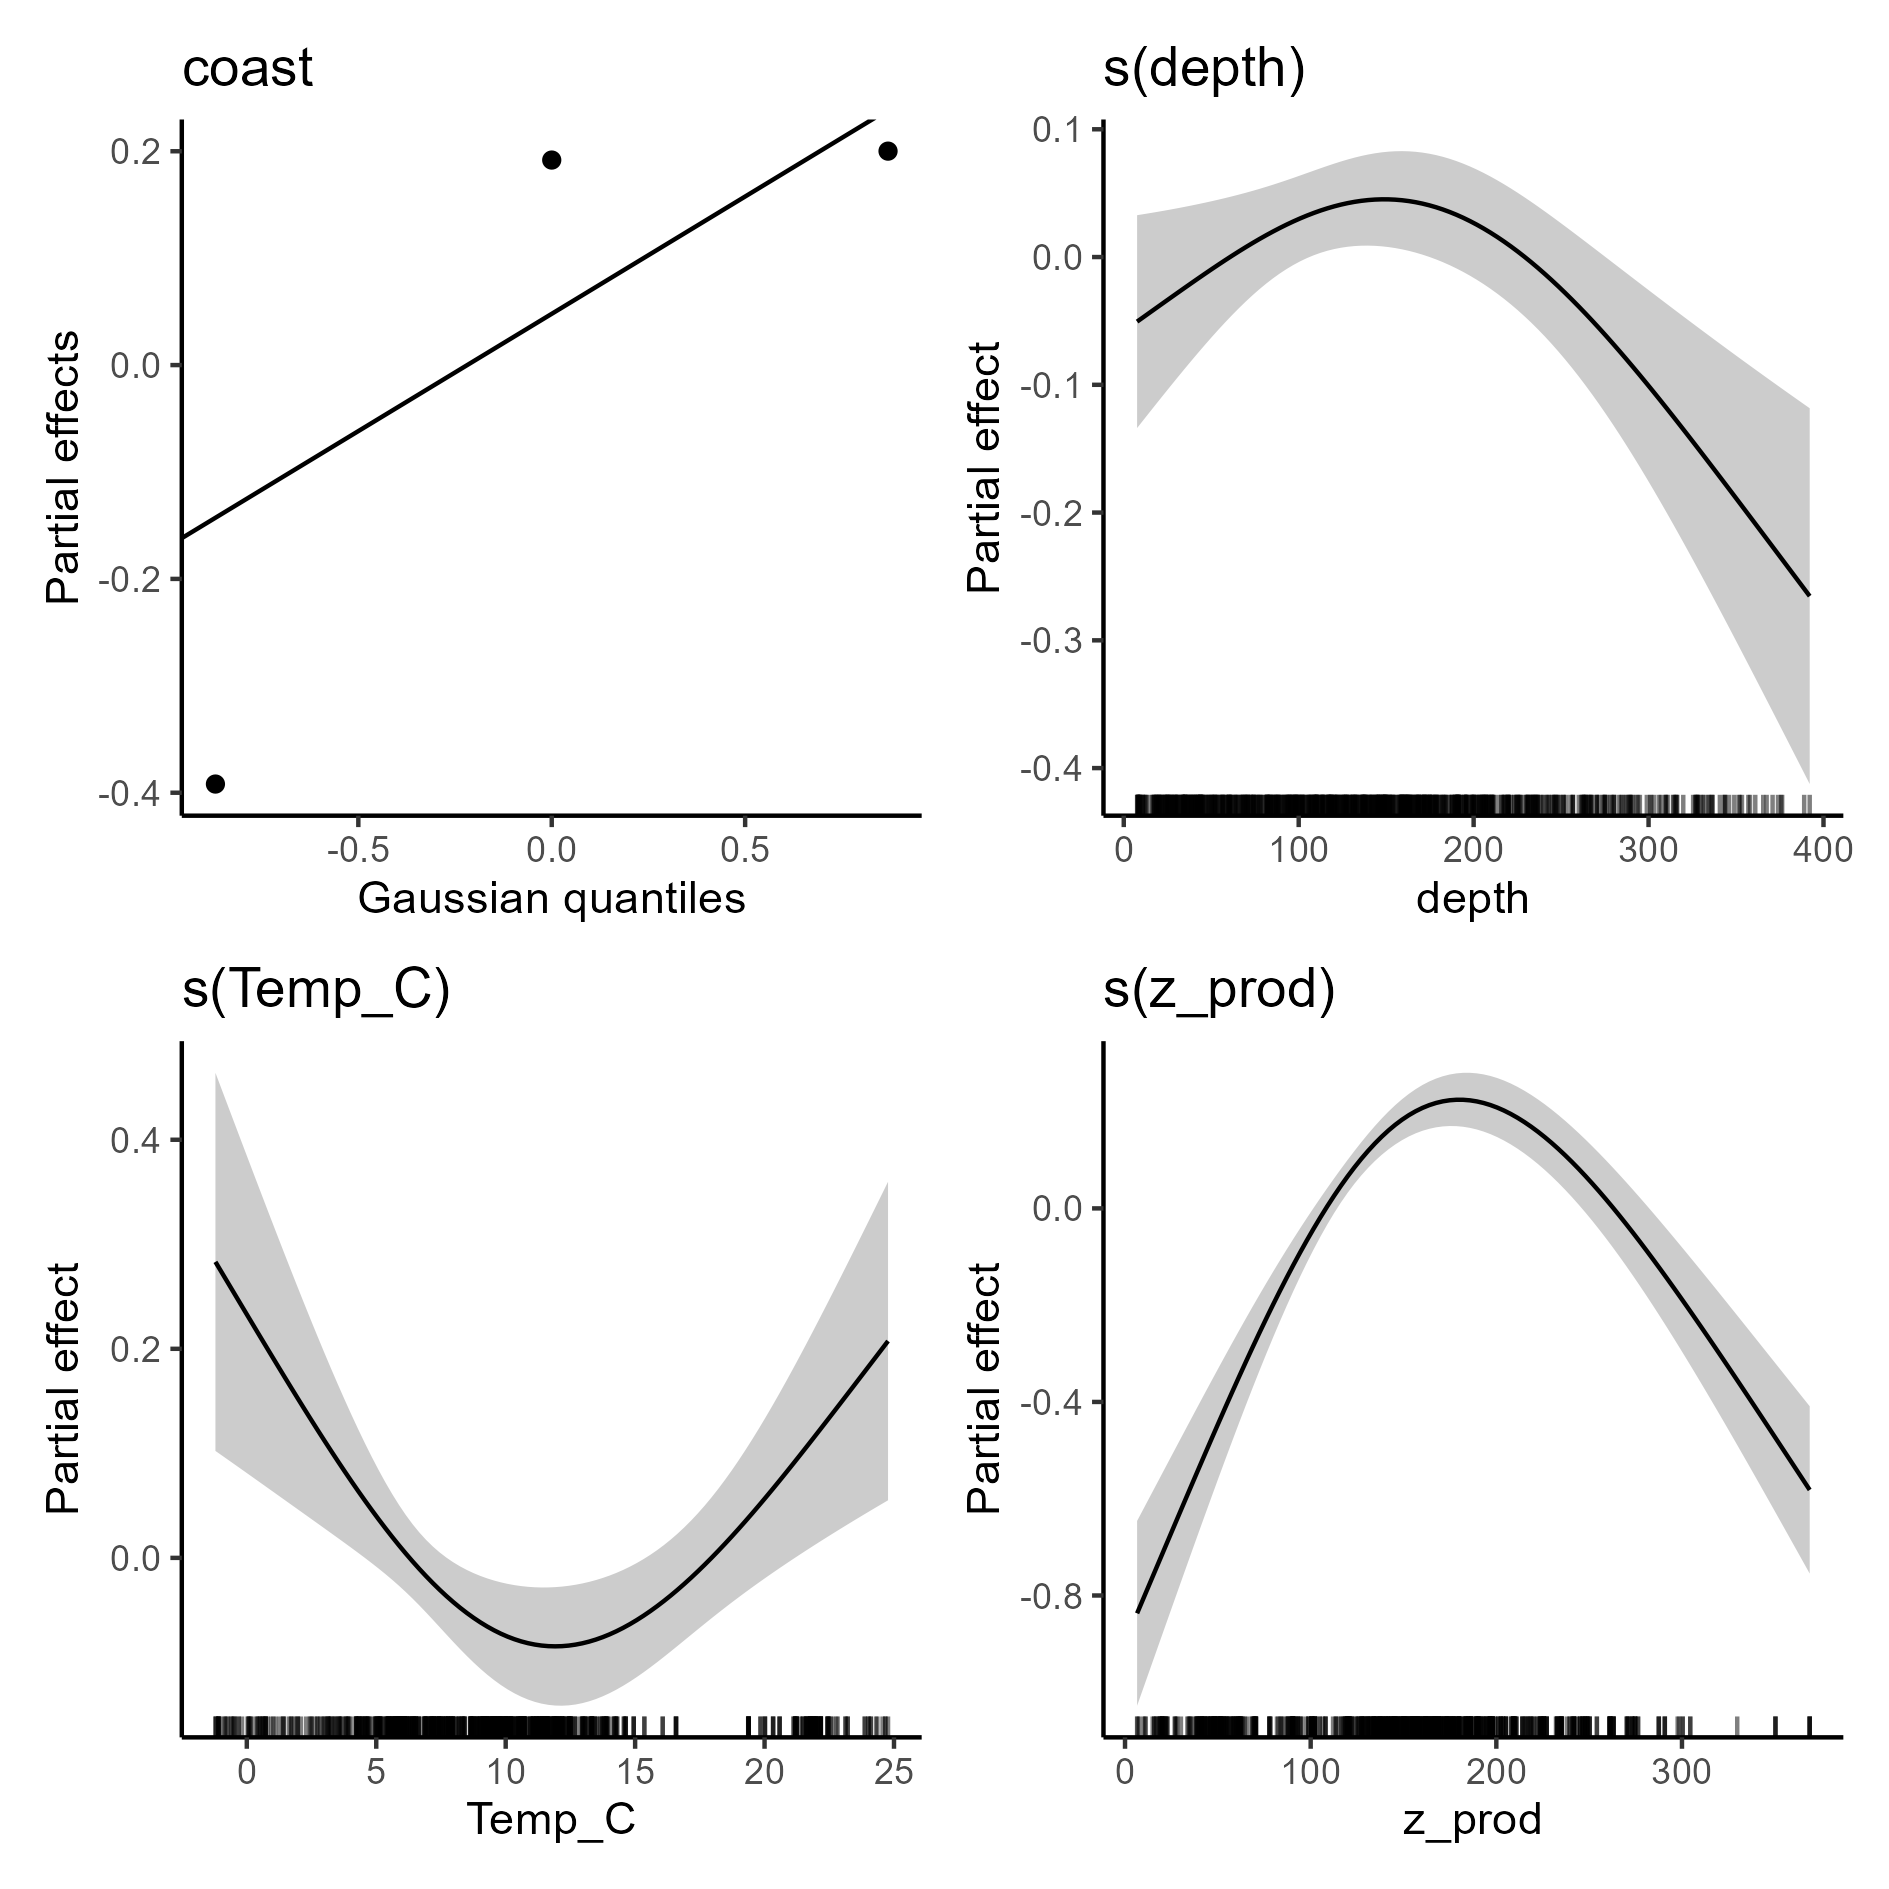 coast
Partial effects
0.2
0.0
-0.2
-0.4
-0.5 0.0 0.5
Gaussian quantiles
s(depth)
Partial effect
0.1
0.0
-0.1
-0.2
-0.3
-0.4
0 100 200 300 400
depth
s(Temp_C)
Partial effect
0.4
0.2
0.0
0 5 10 15 20 25
Temp_C
s(z_prod)
Partial effect
0.0
-0.4
-0.8
0 100 200 300
z_prod